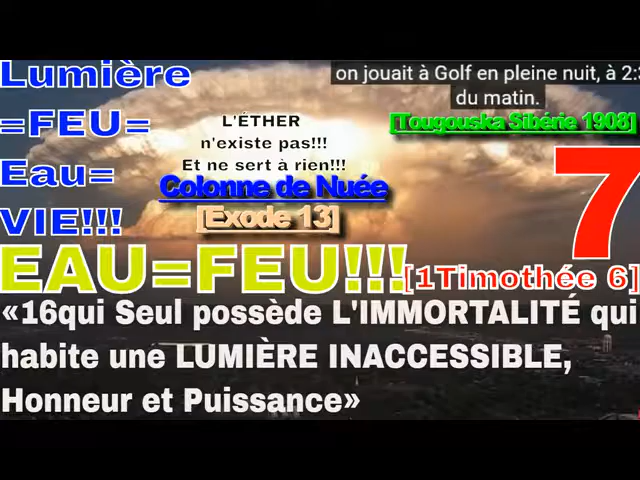 Lumière
=FEU=
Eau=
VIE!!!
on jouait à Golf en pleine nuit, à 2:3
du matin.
[Tougouska Sibérie 1908]
L'ÉTHER
n'existe pas!!!
Et ne sert à rien!!!
Colonne de Nuée
[Exode 13]
7
EAU=FEU!!!
[1Timothée 6]
«16qui Seul possède L'IMMORTALITÉ qui
habite une LUMIÈRE INACCESSIBLE,
Honneur et Puissance»